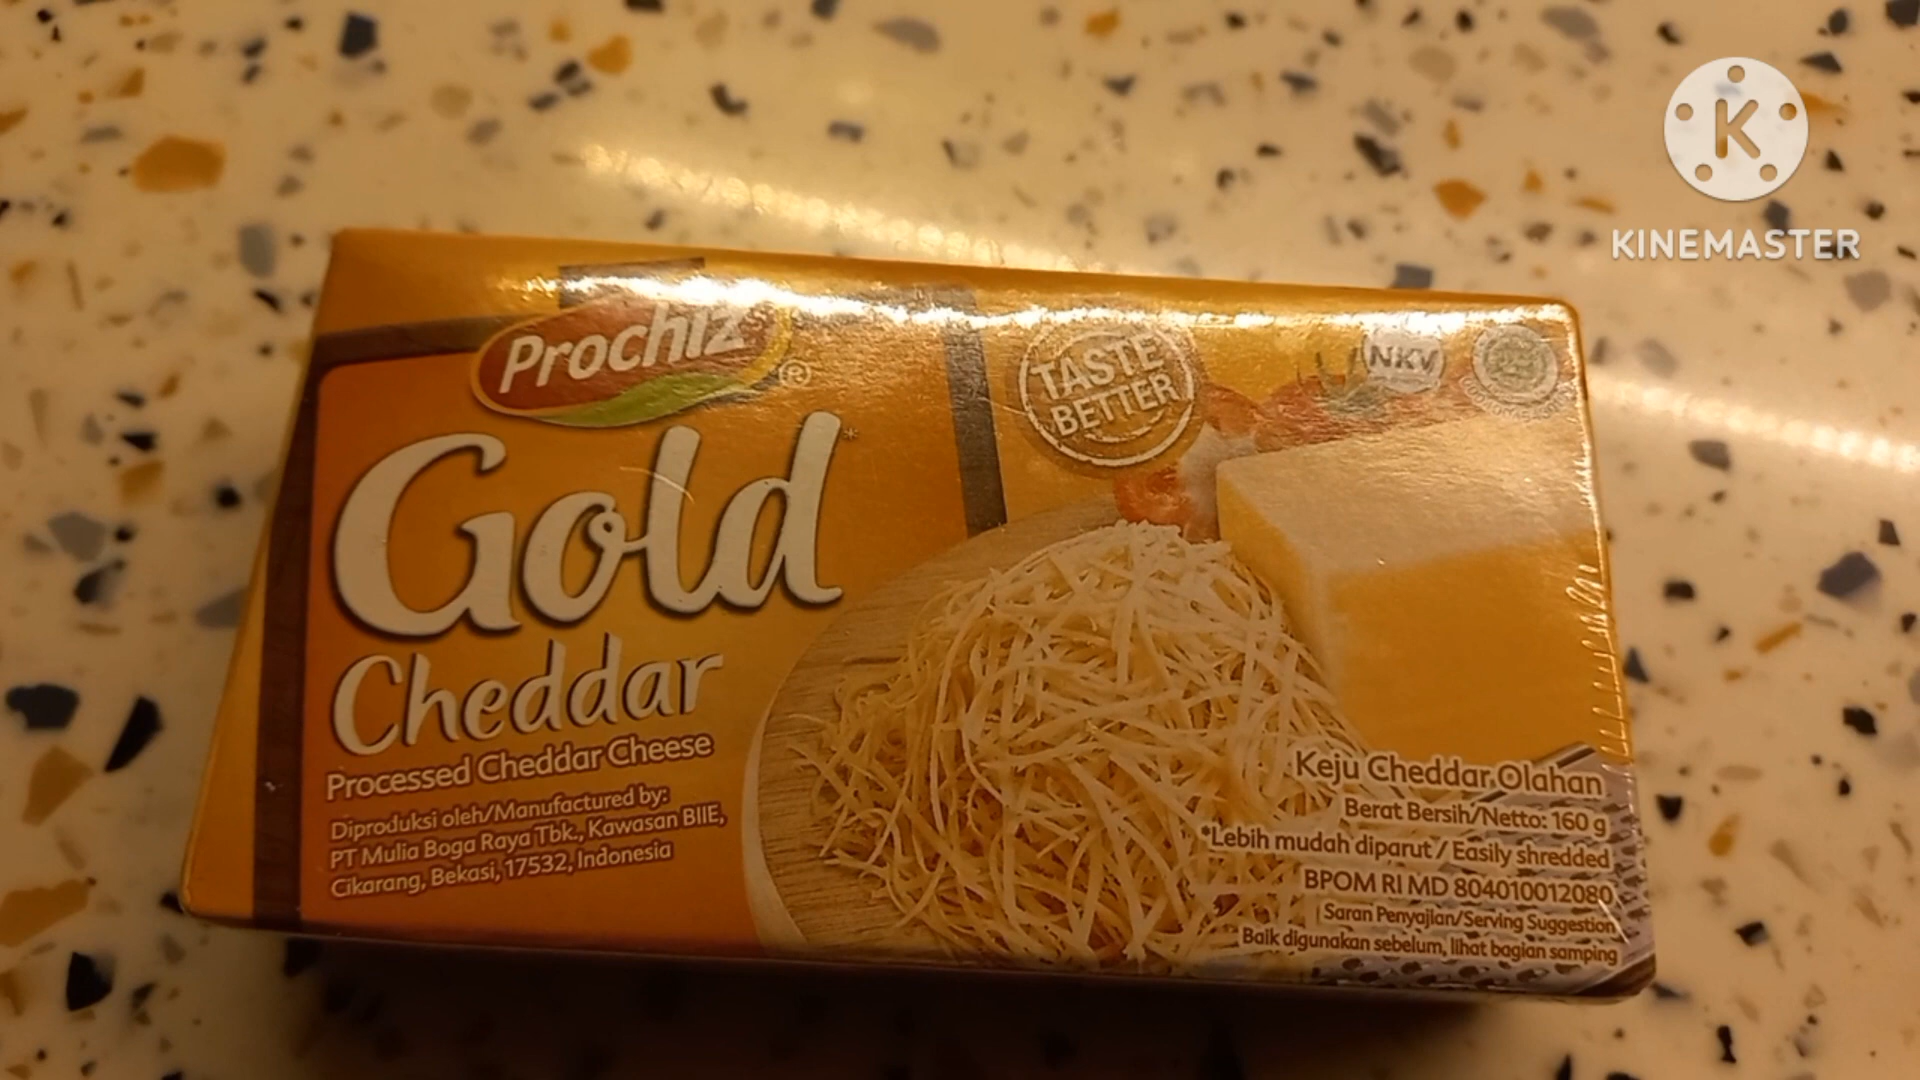 K
KINEMASTER
Prochiz®
Gold*
Cheddar
Processed Cheddar Cheese
Diproduksi oleh/Manufactured by:
PT Mulia Boga Raya Tbk., Kawasan BIIE,
Cikarang, Bekasi, 17532, Indonesia
TASTE
BETTER
NKV
Keju Cheddar Olahan
Berat Bersih/Netto: 160 g
*Lebih mudah diparut / Easily shredded
BPOM RI MD 804010012080
Saran Penyajian/Serving Suggestion
Baik digunakan sebelum, lihat bagian samping